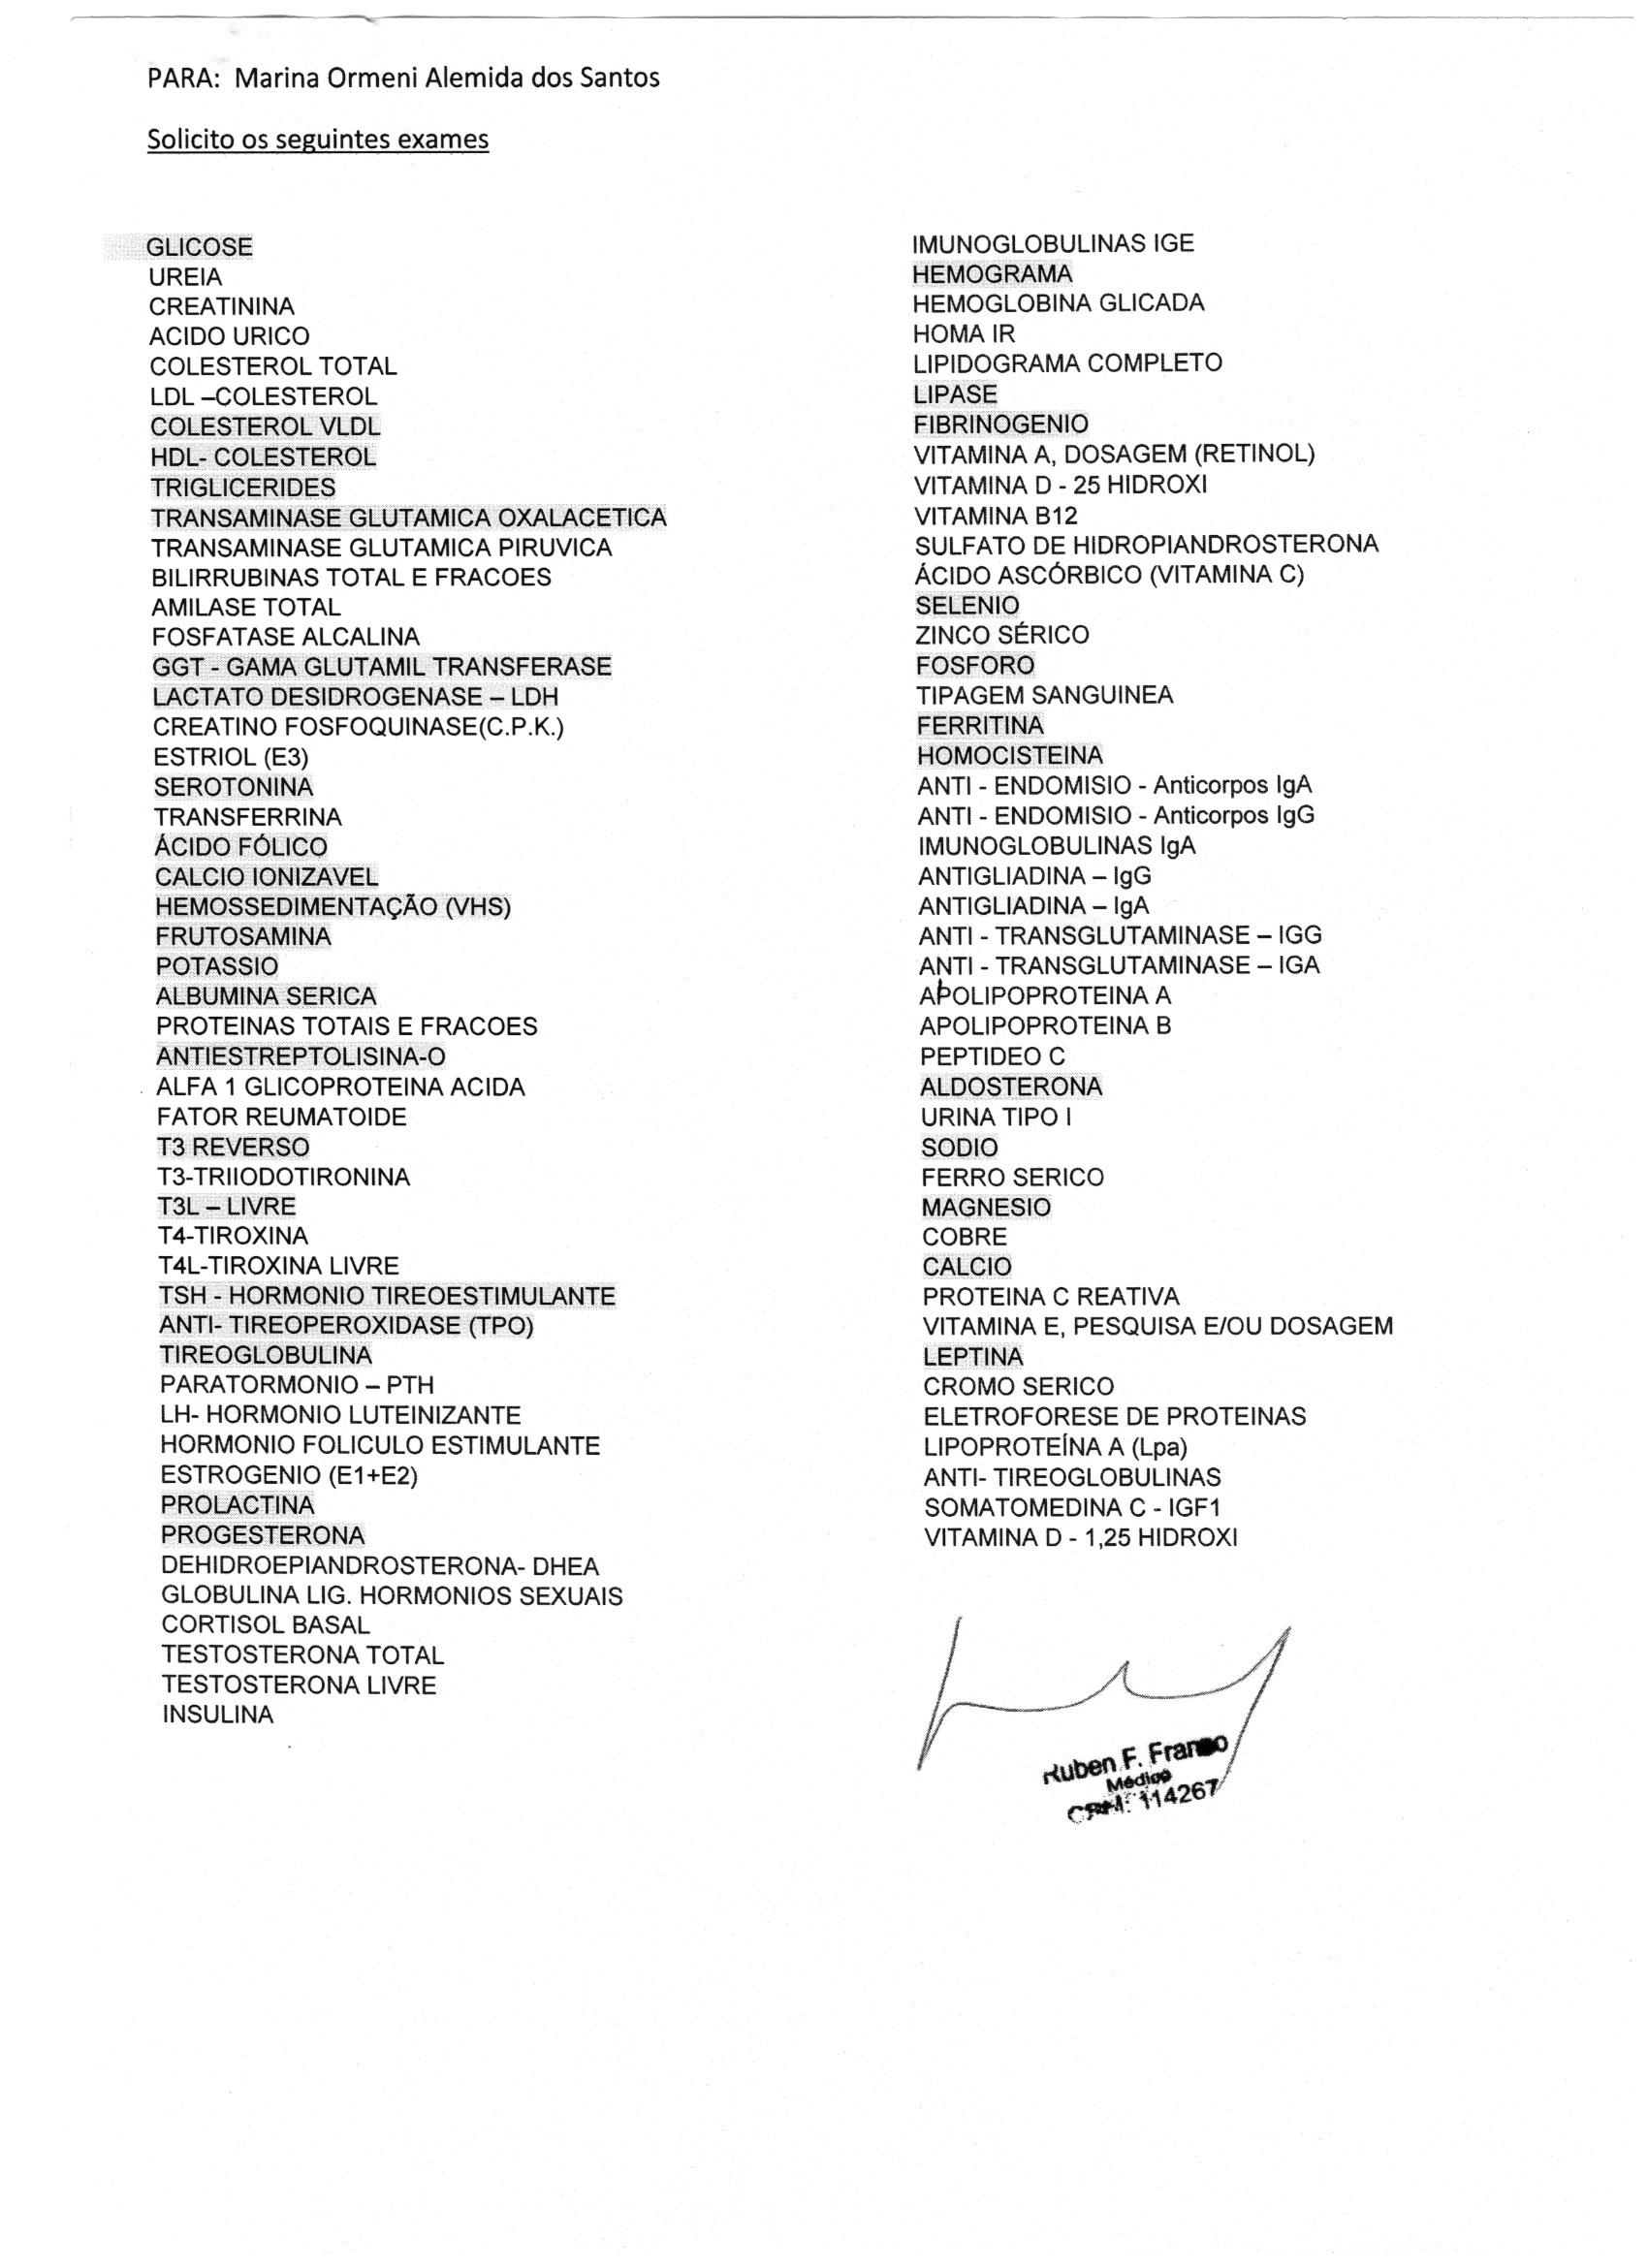 PARA: Marina Ormeni Alemida dos Santos
Solicito os seguintes exames
GLICOSE
UREIA
CREATININA
ACIDO URICO
COLESTEROL TOTAL
LDL –COLESTEROL
COLESTEROL VLDL
HDL- COLESTEROL
TRIGLICERIDES
TRANSAMINASE GLUTAMICA OXALACETICA
TRANSAMINASE GLUTAMICA PIRUVICA
BILIRRUBINAS TOTAL E FRACOES
AMILASE TOTAL
FOSFATASE ALCALINA
GGT - GAMA GLUTAMIL TRANSFERASE
LACTATO DESIDROGENASE – LDH
CREATINO FOSFOQUINASE(C.P.K.)
ESTRIOL (E3)
SEROTONINA
TRANSFERRINA
ÁCIDO FÓLICO
CALCIO IONIZAVEL
HEMOSSEDIMENTAÇÃO (VHS)
FRUTOSAMINA
POTASSIO
ALBUMINA SERICA
PROTEINAS TOTAIS E FRACOES
ANTIESTREPTOLISINA-O
ALFA 1 GLICOPROTEINA ACIDA
FATOR REUMATOIDE
T3 REVERSO
T3-TRIIODOTIRONINA
T3L – LIVRE
T4-TIROXINA
T4L-TIROXINA LIVRE
TSH - HORMONIO TIREOESTIMULANTE
ANTI- TIREOPEROXIDASE (TPO)
TIREOGLOBULINA
PARATORMONIO – PTH
LH- HORMONIO LUTEINIZANTE
HORMONIO FOLICULO ESTIMULANTE
ESTROGENIO (E1+E2)
PROLACTINA
PROGESTERONA
DEHIDROEPIANDROSTERONA- DHEA
GLOBULINA LIG. HORMONIOS SEXUAIS
CORTISOL BASAL
TESTOSTERONA TOTAL
TESTOSTERONA LIVRE
INSULINA
IMUNOGLOBULINAS IGE
HEMOGRAMA
HEMOGLOBINA GLICADA
HOMA IR
LIPIDOGRAMA COMPLETO
LIPASE
FIBRINOGENIO
VITAMINA A, DOSAGEM (RETINOL)
VITAMINA D - 25 HIDROXI
VITAMINA B12
SULFATO DE HIDROPIANDROSTERONA
ÁCIDO ASCÓRBICO (VITAMINA C)
SELENIO
ZINCO SÉRICO
FOSFORO
TIPAGEM SANGUINEA
FERRITINA
HOMOCISTEINA
ANTI - ENDOMISIO - Anticorpos IgA
ANTI - ENDOMISIO - Anticorpos IgG
IMUNOGLOBULINAS IgA
ANTIGLIADINA – IgG
ANTIGLIADINA – IgA
ANTI - TRANSGLUTAMINASE – IGG
ANTI - TRANSGLUTAMINASE – IGA
APOLIPOPROTEINA A
APOLIPOPROTEINA B
PEPTIDEO C
ALDOSTERONA
URINA TIPO I
SODIO
FERRO SERICO
MAGNESIO
COBRE
CALCIO
PROTEINA C REATIVA
VITAMINA E, PESQUISA E/OU DOSAGEM
LEPTINA
CROMO SERICO
ELETROFORESE DE PROTEINAS
LIPOPROTEÍNA A (Lpa)
ANTI- TIREOGLOBULINAS
SOMATOMEDINA C - IGF1
VITAMINA D - 1,25 HIDROXI
Ruben F. Franco
Médico
CRM: 114267